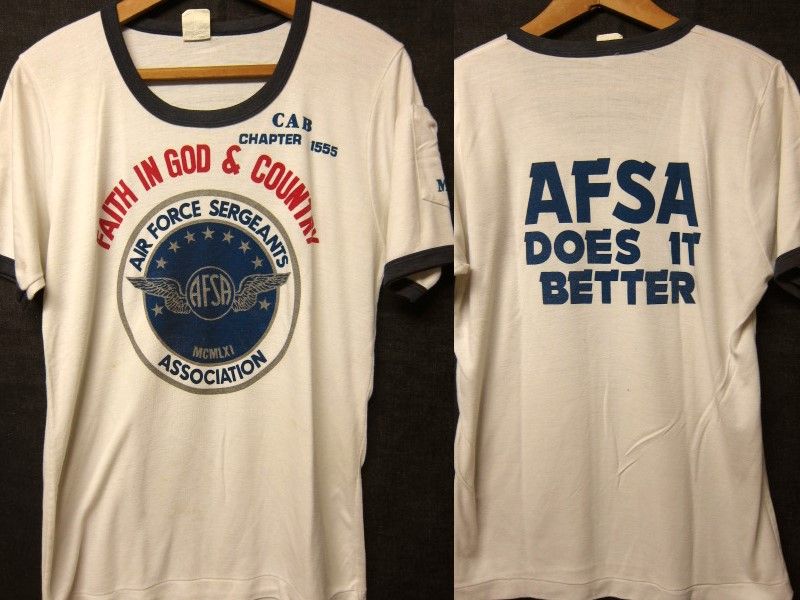 CAB
CHAPTER 1555
FAITH IN GOD & COUNTRY
AIR FORCE SERGEANTS
AFSA
MCMLXI
ASSOCIATION
AFSA
DOES IT
BETTER